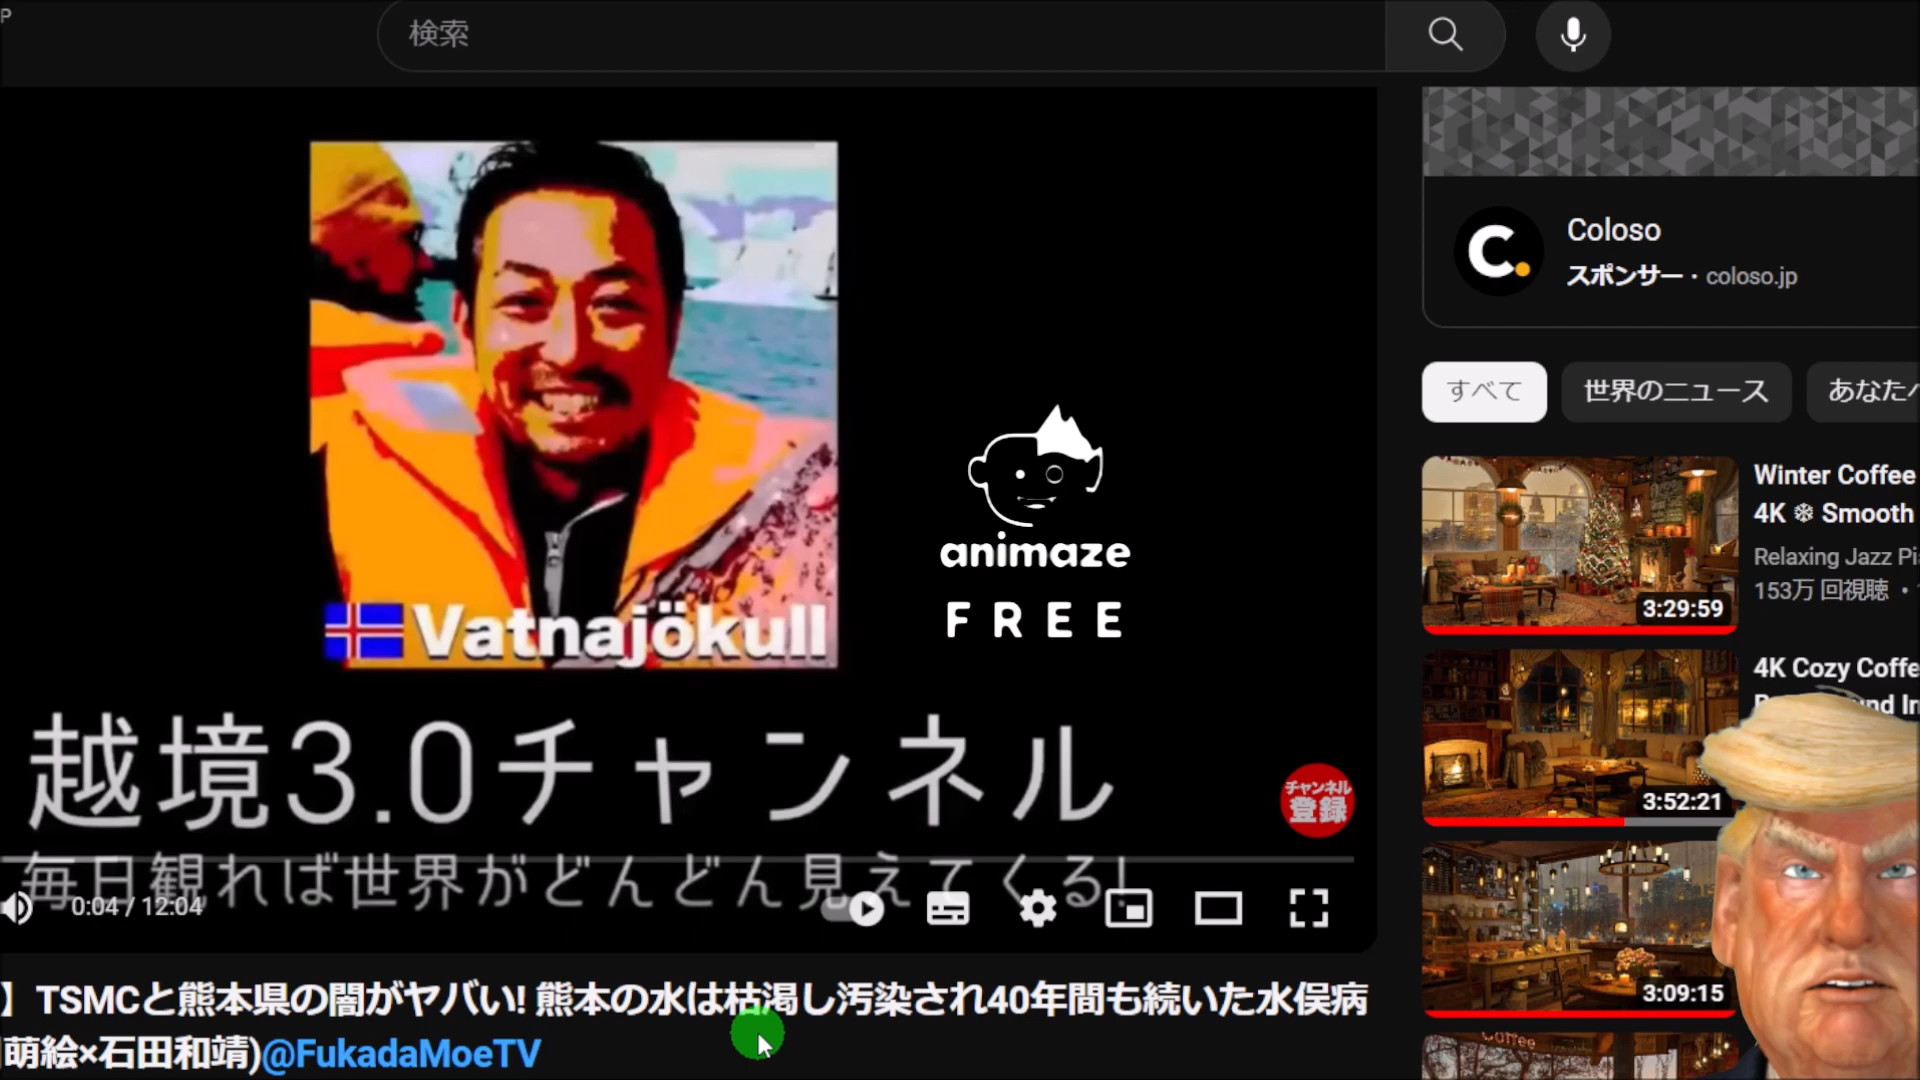 検索
Coloso
スポンサー・coloso.jp
すべて
世界のニュース
あなた
Vatnajökull
animaze
FREE
越境3.0チャンネル
毎日観れば世界がどんどん見えてくる!
チャンネル
登録
0:04 / 12:04
】TSMCと熊本県の闇がヤバい! 熊本の水は枯渇し汚染され40年間も続いた水俣病
萌絵×石田和靖)@FukadaMoeTV
Winter Coffee
4K ❄ Smooth
Relaxing Jazz Pi
153万 回視聴・
3:29:59
4K Cozy Coffe
3:52:21
3:09:15
Coffee